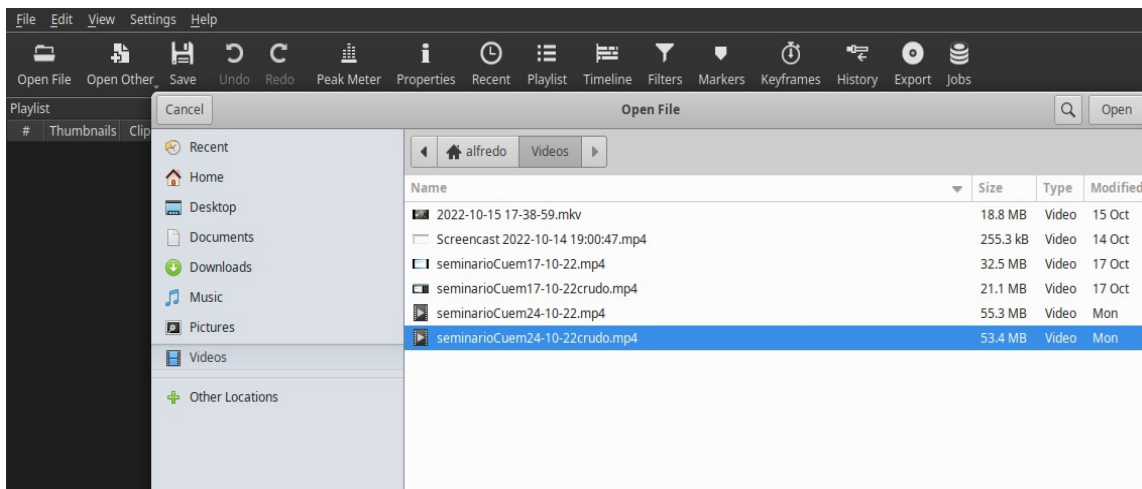 File Edit View Settings Help
Open File Open Other Save Undo Redo Peak Meter Properties Recent Playlist Timeline Filters Markers Keyframes History Export Jobs
Playlist
# Thumbnails Clip
Cancel Open File Open
Recent
Home
Desktop
Documents
Downloads
Music
Pictures
Videos
Other Locations
alfredo Videos
Name Size Type Modified
2022-10-15 17-38-59.mkv 18.8 MB Video 15 Oct
Screencast 2022-10-14 19:00:47.mp4 255.3 kB Video 14 Oct
seminarioCuem17-10-22.mp4 32.5 MB Video 17 Oct
seminarioCuem17-10-22crudo.mp4 21.1 MB Video 17 Oct
seminarioCuem24-10-22.mp4 55.3 MB Video Mon
seminarioCuem24-10-22crudo.mp4 53.4 MB Video Mon